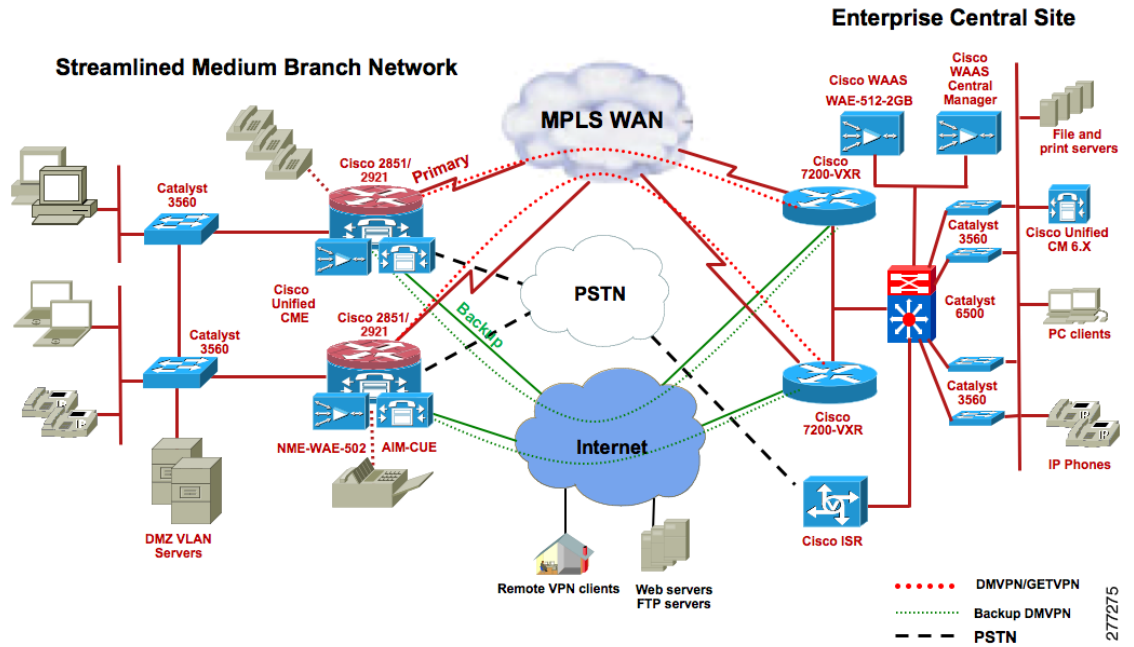 Enterprise Central Site
Streamlined Medium Branch Network
Cisco WAAS
WAE-512-2GB
Cisco
WAAS
Central
Manager
File and
print servers
MPLS WAN
Cisco 2851/
2921
Primary
Cisco
7200-VXR
Catalyst
3560
Catalyst
3560
Cisco Unified
CM 6.X
Cisco
Unified
CME
PSTN
Cisco 2851/
2921
Backup
Catalyst
6500
PC clients
Catalyst
3560
Catalyst
3560
Cisco
7200-VXR
Internet
NME-WAE-502
AIM-CUE
IP Phones
DMZ VLAN
Servers
Cisco ISR
Remote VPN clients
Web servers
FTP servers
DMVPN/GETVPN
Backup DMVPN
PSTN
277275